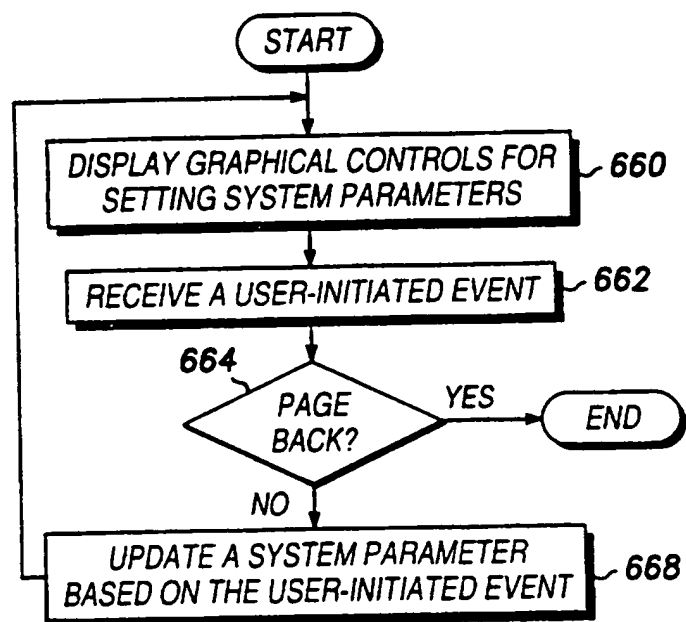 START
DISPLAY GRAPHICAL CONTROLS FOR
SETTING SYSTEM PARAMETERS
660
RECEIVE A USER-INITIATED EVENT
662
664
PAGE
BACK?
YES
END
NO
UPDATE A SYSTEM PARAMETER
BASED ON THE USER-INITIATED EVENT
668